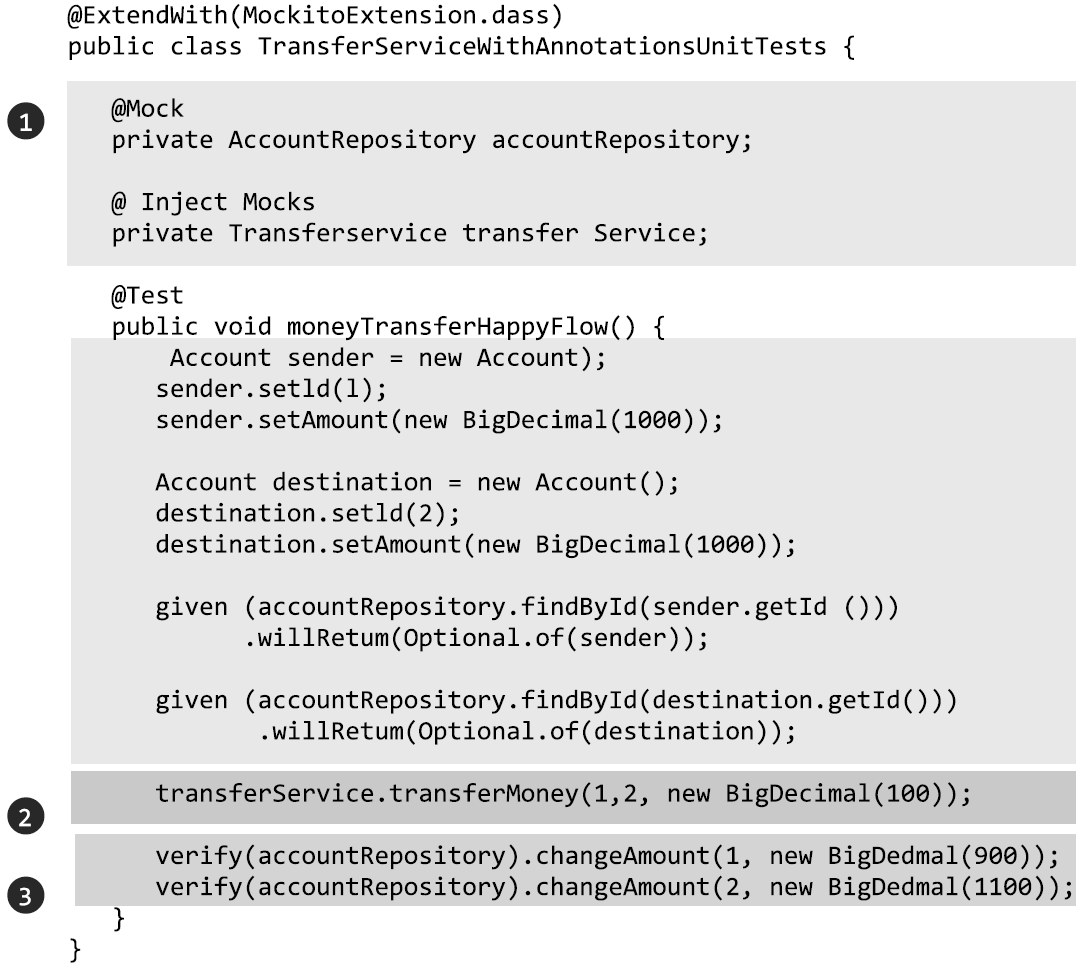 @ExtendWith(MockitoExtension.dass)
public class TransferServiceWithAnnotationsUnitTests {
1
@Mock
private AccountRepository accountRepository;
@ Inject Mocks
private Transferservice transfer Service;
@Test
public void moneyTransferHappyFlow() {
Account sender = new Account);
sender.setld(l);
sender.setAmount(new BigDecimal(1000));
Account destination = new Account();
destination.setld(2);
destination.setAmount(new BigDecimal(1000));
given (accountRepository.findById(sender.getId ()))
.willRetum(Optional.of(sender));
given (accountRepository.findById(destination.getId()))
.willRetum(Optional.of(destination));
2
transferService.transferMoney(1,2, new BigDecimal(100));
verify(accountRepository).changeAmount(1, new BigDedmal(900));
3
verify(accountRepository).changeAmount(2, new BigDedmal(1100));
}
}